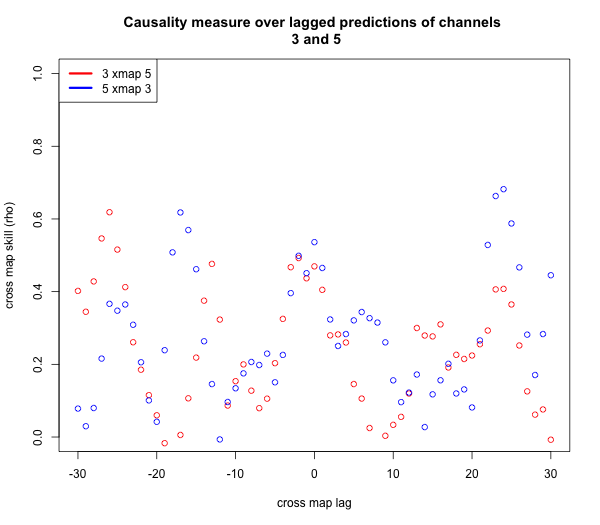 Causality measure over lagged predictions of channels
3 and 5
3 xmap 5
5 xmap 3
cross map skill (rho)
1.0
0.8
0.6
0.4
0.2
0.0
-30
-20
-10
0
10
20
30
cross map lag